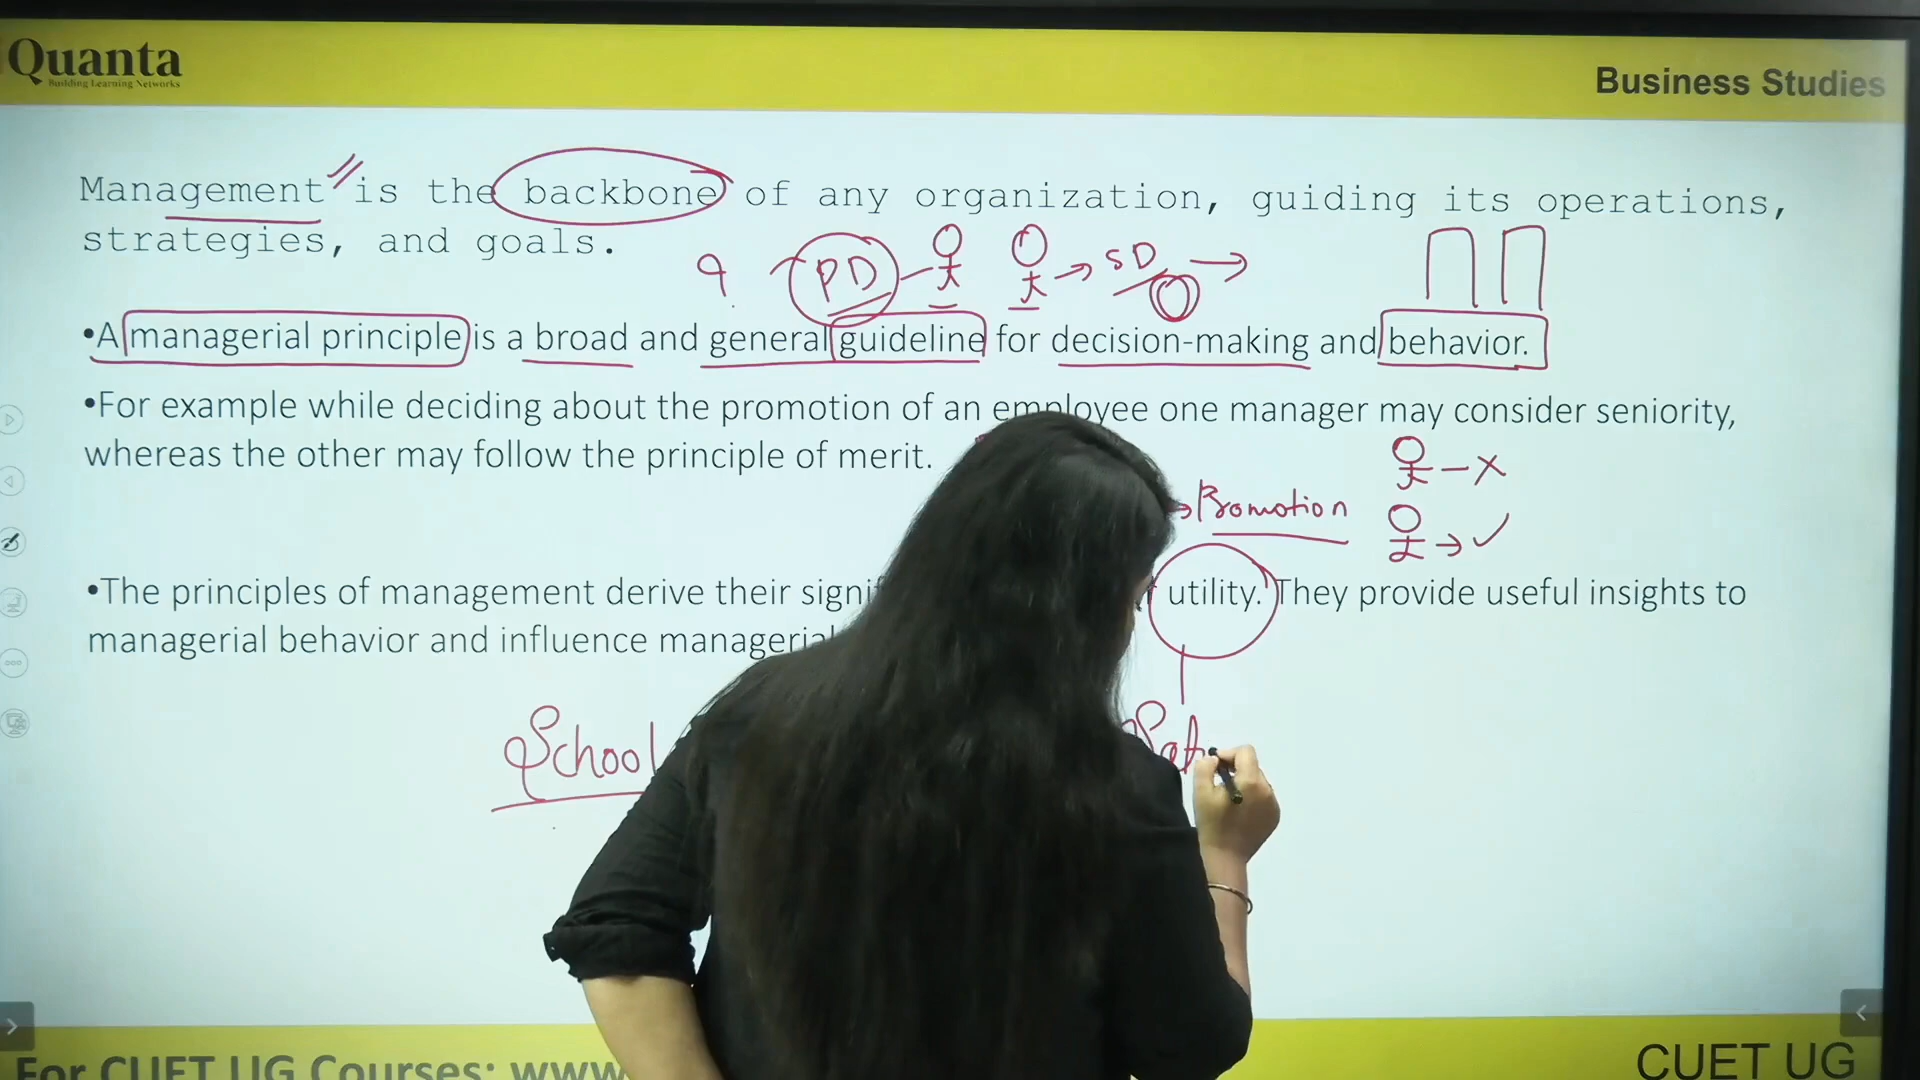 Quanta
Building Learning Networks
Business Studies
Management is the backbone of any organization, guiding its operations,
strategies, and goals.
9 PD SD
•A managerial principle is a broad and general guideline for decision-making and behavior.
•For example while deciding about the promotion of an employee one manager may consider seniority,
whereas the other may follow the principle of merit.
Promotion
•The principles of management derive their utility. They provide useful insights to
managerial behavior and influence
School
For CUET UG Courses: www
CUET UG